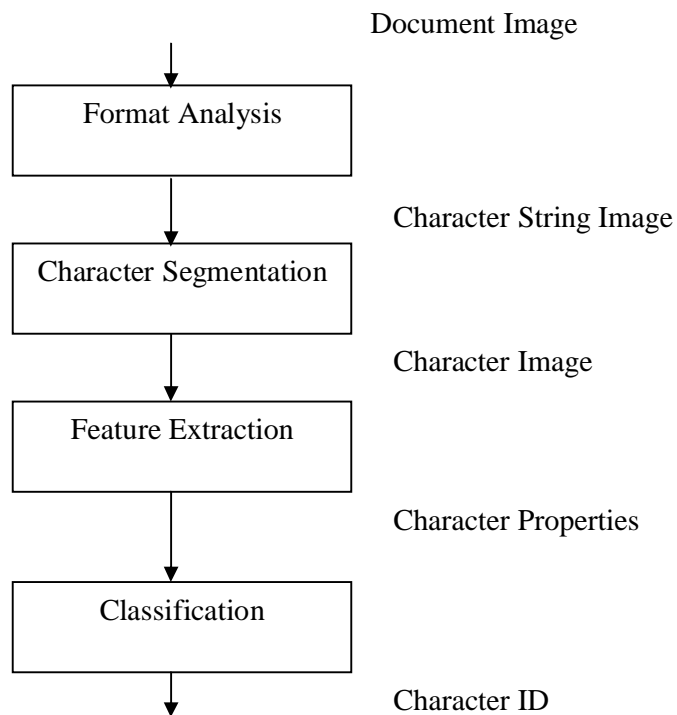 Document Image
Format Analysis
Character String Image
Character Segmentation
Character Image
Feature Extraction
Character Properties
Classification
Character ID